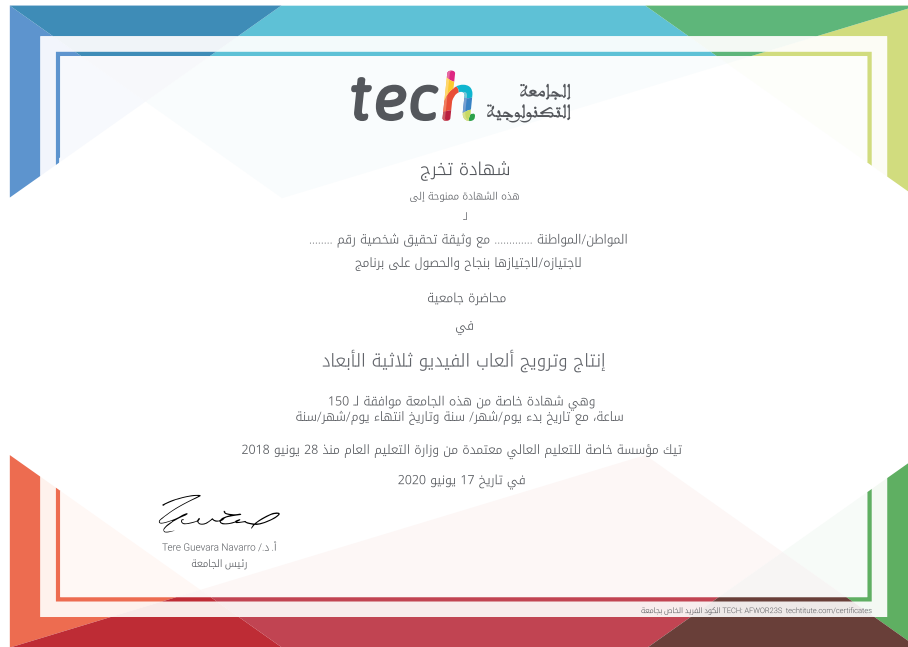 tech الجامعة
التكنولوجية
شهادة تخرج
هذه الشهادة ممنوحة إلى
لـ
المواطن/المواطنة ............. مع وثيقة تحقيق شخصية رقم ........
لاجتيازه/لاجتيازها بنجاح والحصول على برنامج
محاضرة جامعية
في
إنتاج وترويج ألعاب الفيديو ثلاثية الأبعاد
وهي شهادة خاصة من هذه الجامعة موافقة لـ 150
ساعة، مع تاريخ بدء يوم/شهر/ سنة وتاريخ انتهاء يوم/شهر/سنة
تيك مؤسسة خاصة للتعليم العالي معتمدة من وزارة التعليم العام منذ 28 يونيو 2018
في تاريخ 17 يونيو 2020
أ. د./ Tere Guevara Navarro
رئيس الجامعة
الكود الفريد الخاص بجامعة TECH: AFWOR23S techtitute.com/certificates